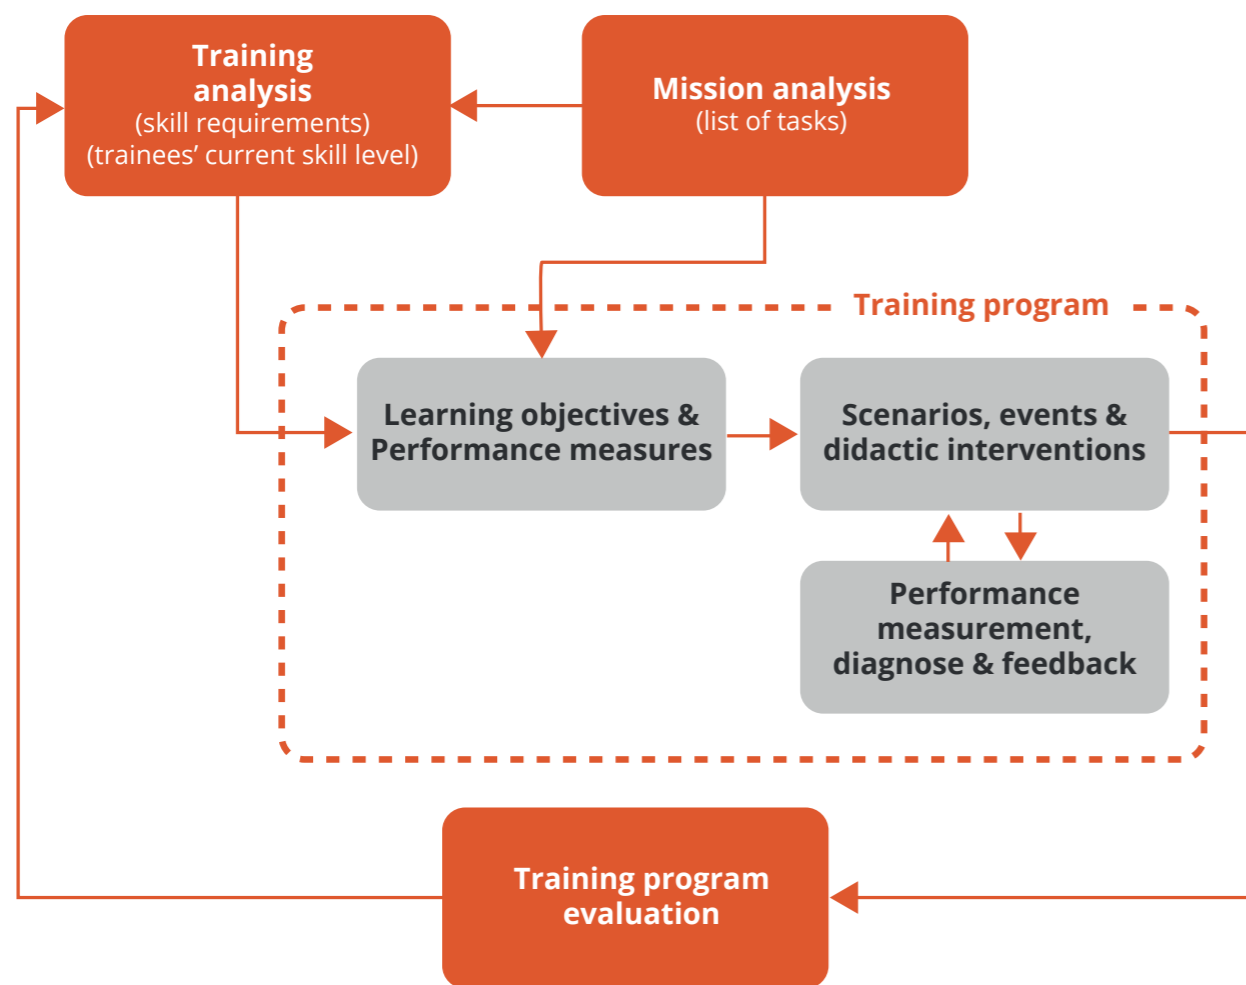 Training
analysis
(skill requirements)
(trainees’ current skill level)
Mission analysis
(list of tasks)
Training program
Learning objectives &
Performance measures
Scenarios, events &
didactic interventions
Performance
measurement,
diagnose & feedback
Training program
evaluation